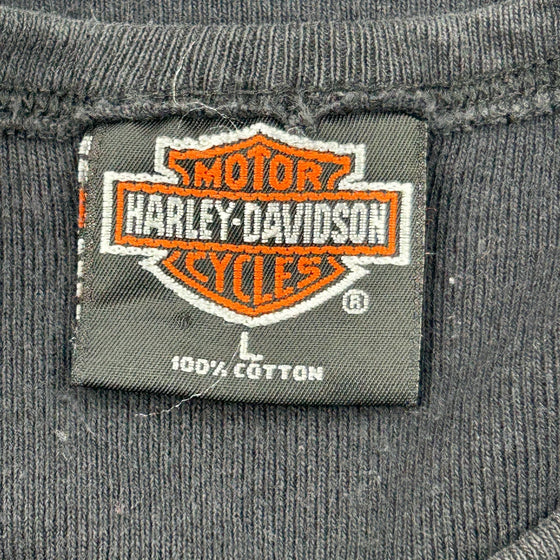 MOTOR
HARLEY-DAVIDSON
CYCLES
®
L
100% COTTON